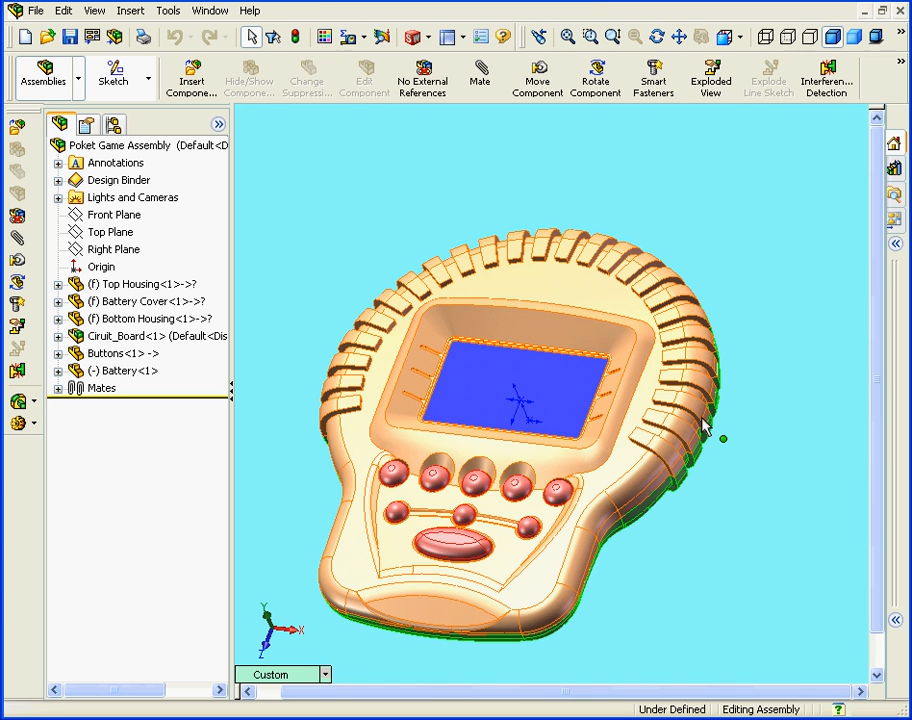 File Edit View Insert Tools Window Help
Assemblies Sketch Insert Compone... Hide/Show Compone... Change Suppressi... Edit Component No External References Mate Move Component Rotate Component Smart Fasteners Exploded View Explode Line Sketch Interferen... Detection
Poket Game Assembly (Default<D
A Annotations
Design Binder
Lights and Cameras
Front Plane
Top Plane
Right Plane
Origin
(f) Top Housing<1>->?
(f) Battery Cover<1>->?
(f) Bottom Housing<1>->?
Ciruit_Board<1> (Default<Dis
Buttons<1> ->
(-) Battery<1>
Mates
Y
X
Z
Custom
Under Defined Editing Assembly ?